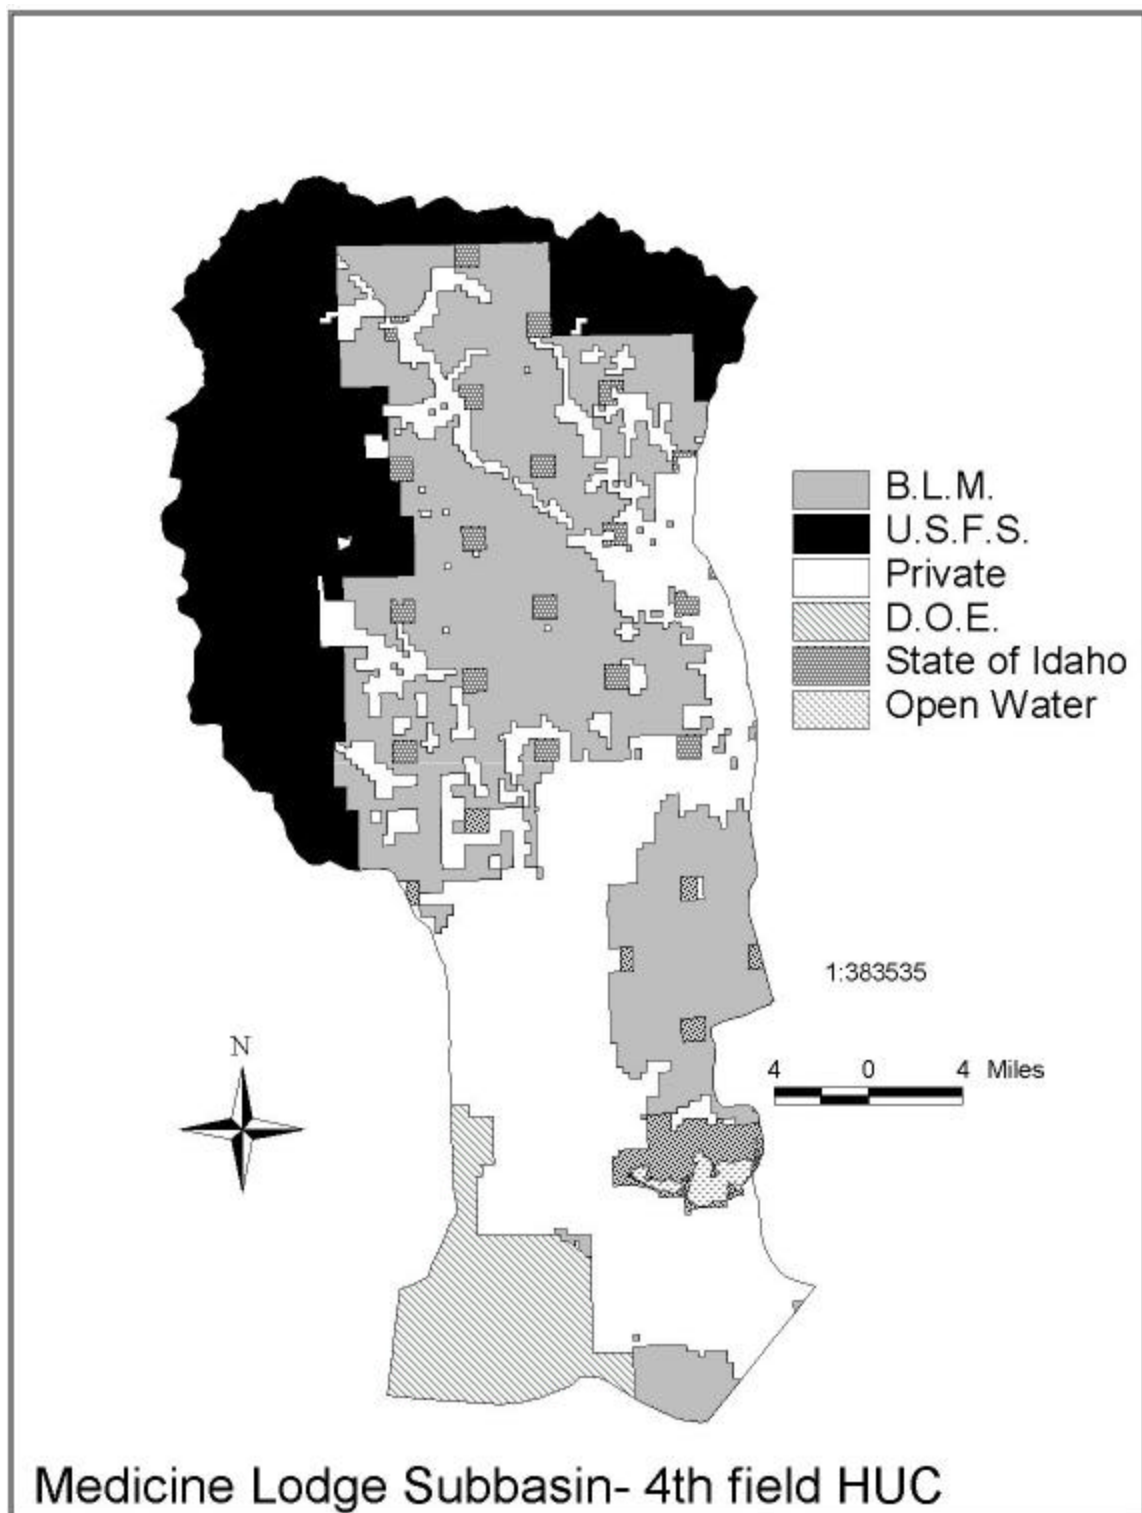 B.L.M.
U.S.F.S.
Private
D.O.E.
State of Idaho
Open Water
1:383535
N
4 0 4 Miles
Medicine Lodge Subbasin- 4th field HUC